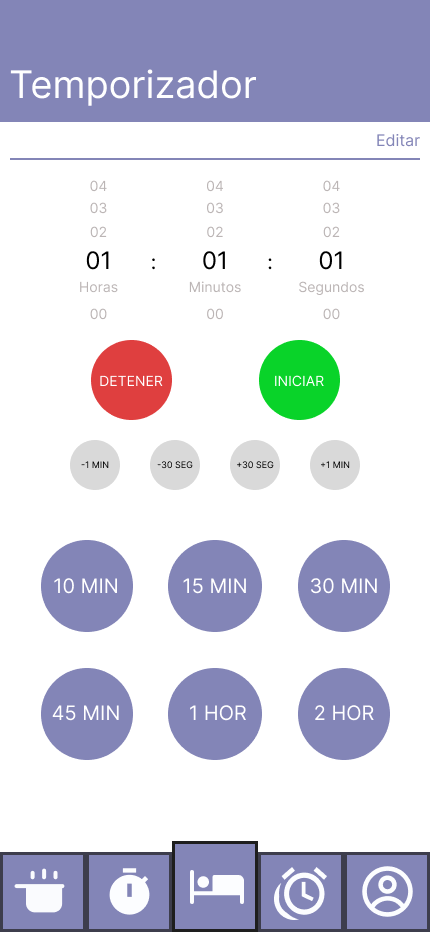 Temporizador
Editar
04 04 04
03 03 03
02 02 02
01 : 01 : 01
Horas Minutos Segundos
00 00 00
DETENER INICIAR
-1 MIN -30 SEG +30 SEG +1 MIN
10 MIN 15 MIN 30 MIN
45 MIN 1 HOR 2 HOR